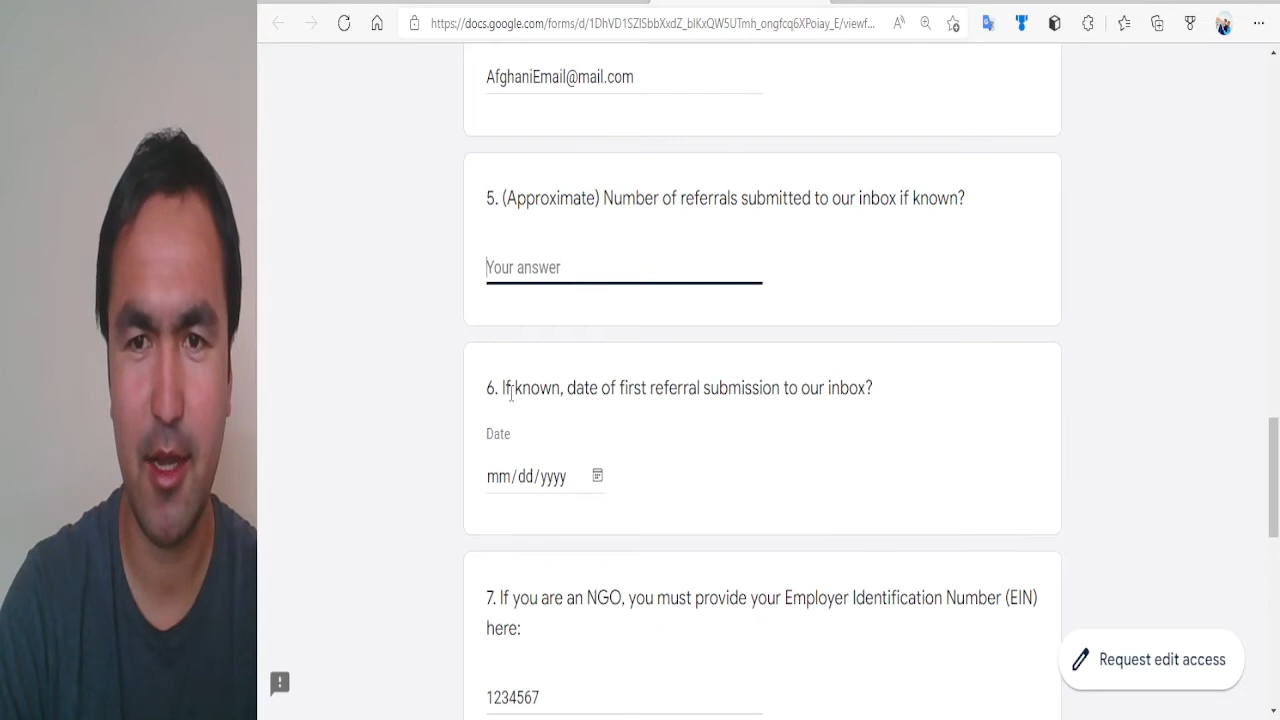 https://docs.google.com/forms/d/1DhVD1SZlSbbXxdZ_blKxQW5UTmh_ongfcq6XPoiay_E/viewf...
AfghaniEmail@mail.com
5. (Approximate) Number of referrals submitted to our inbox if known?
Your answer
6. If known, date of first referral submission to our inbox?
Date
mm/dd/yyyy
7. If you are an NGO, you must provide your Employer Identification Number (EIN)
here:
Request edit access
1234567